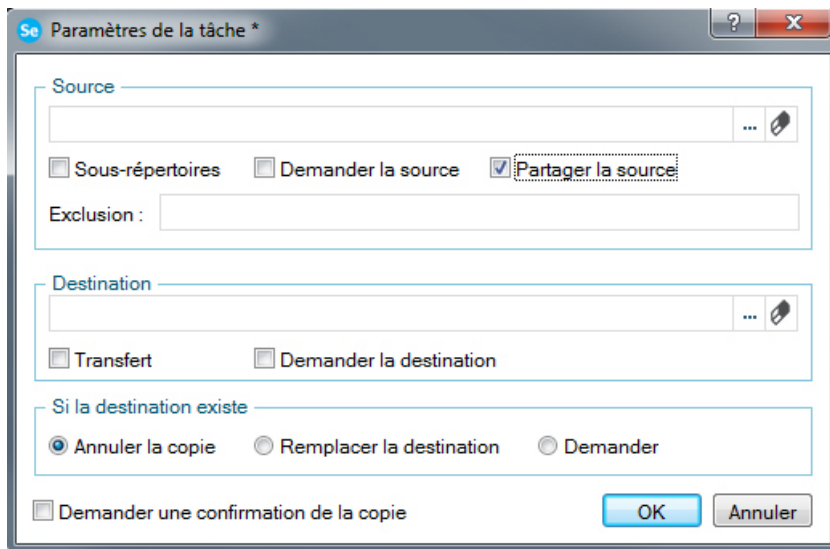 Se Paramètres de la tâche *
?
Source
...
Sous-répertoires Demander la source Partager la source
Exclusion :
Destination
...
Transfert Demander la destination
Si la destination existe
Annuler la copie Remplacer la destination Demander
Demander une confirmation de la copie OK Annuler